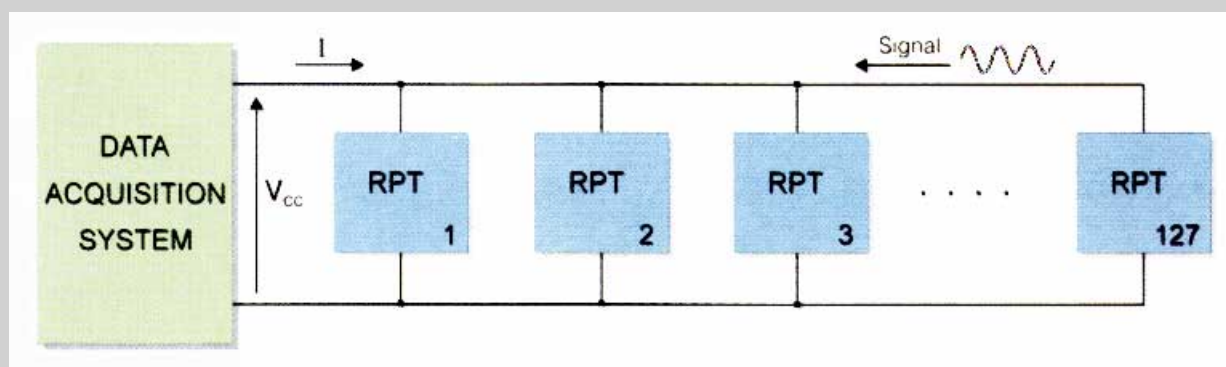 I
Signal
DATA
ACQUISITION
SYSTEM
Vcc
RPT
1
RPT
2
RPT
3
. . . .
RPT
127